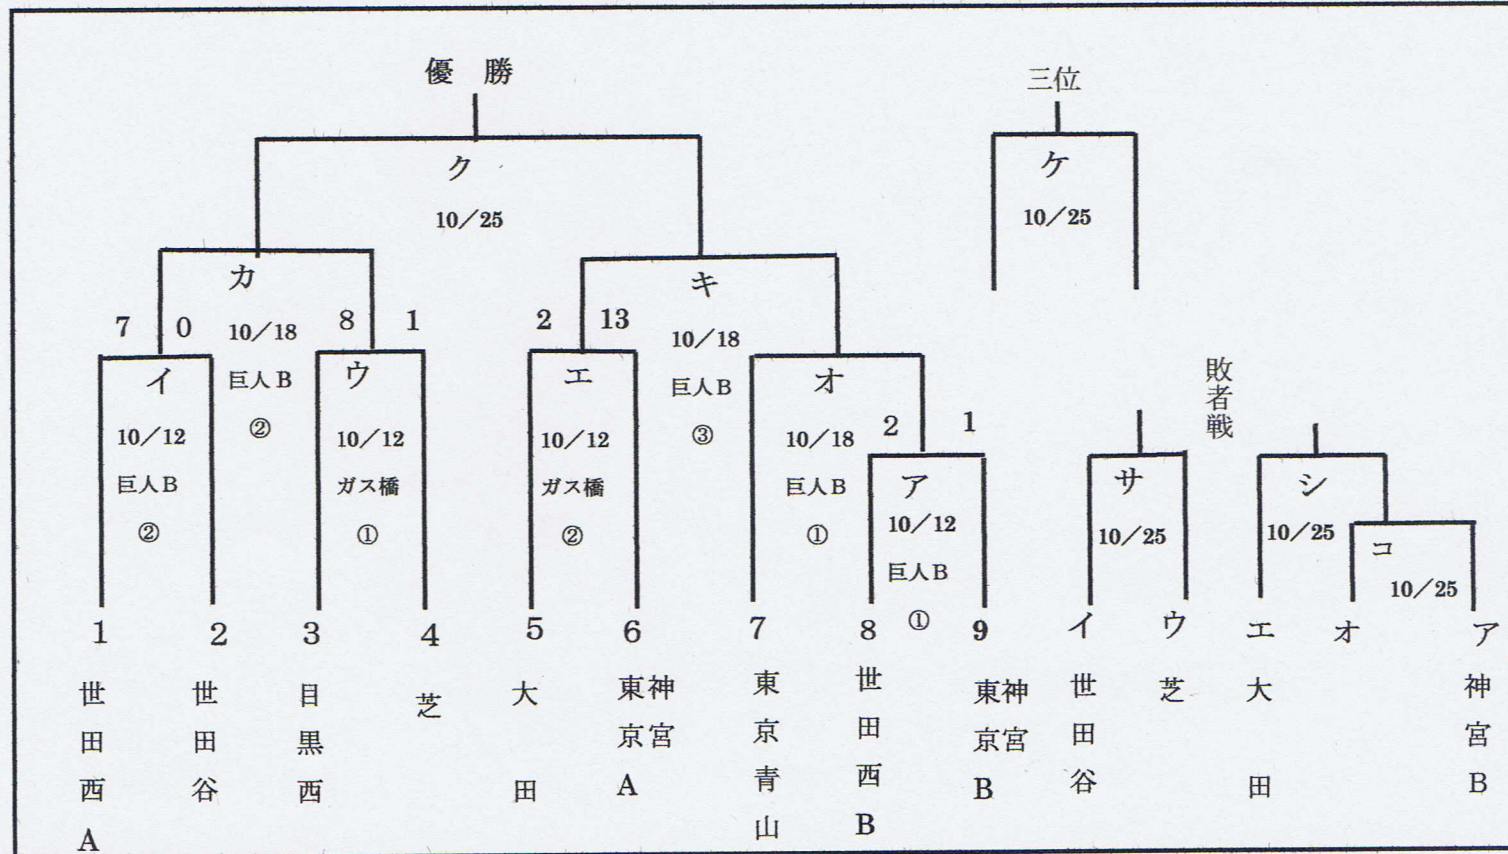 優 勝
三位
ク
10/25
ケ
10/25
カ
10/18
巨人B
②
キ
10/18
巨人B
③
7 0
イ
10/12
巨人B
②
8 1
ウ
10/12
ガス橋
①
2 13
エ
10/12
ガス橋
②
オ
10/18
巨人B
①
2 1
ア
10/12
巨人B
①
敗者戦
サ
10/25
シ
10/25
コ
10/25
1
世田西A
2
世田谷
3
目黒西
4
芝
5
大田
6
神宮
東京A
7
東京青山
8
世田西B
9
神宮
東京B
イ
世田谷
ウ
芝
エ
大田
オ
ア
神宮B